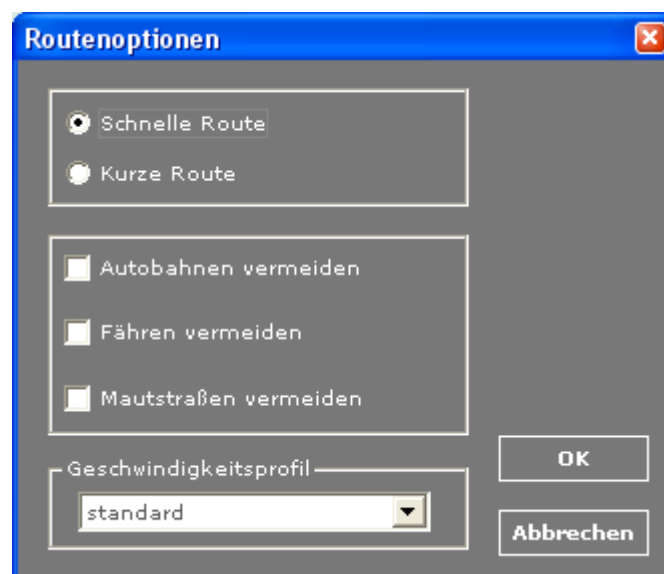 Routenoptionen
Schnelle Route
Kurze Route
Autobahnen vermeiden
Fähren vermeiden
Mautstraßen vermeiden
Geschwindigkeitsprofil
standard
OK
Abbrechen